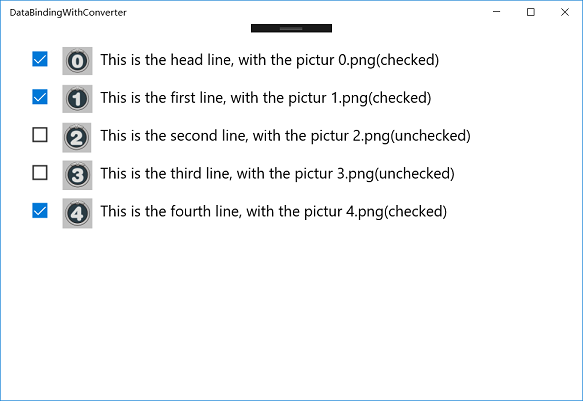 DataBindingWithConverter
0 This is the head line, with the pictur 0.png(checked)
1 This is the first line, with the pictur 1.png(checked)
2 This is the second line, with the pictur 2.png(unchecked)
3 This is the third line, with the pictur 3.png(unchecked)
4 This is the fourth line, with the pictur 4.png(checked)